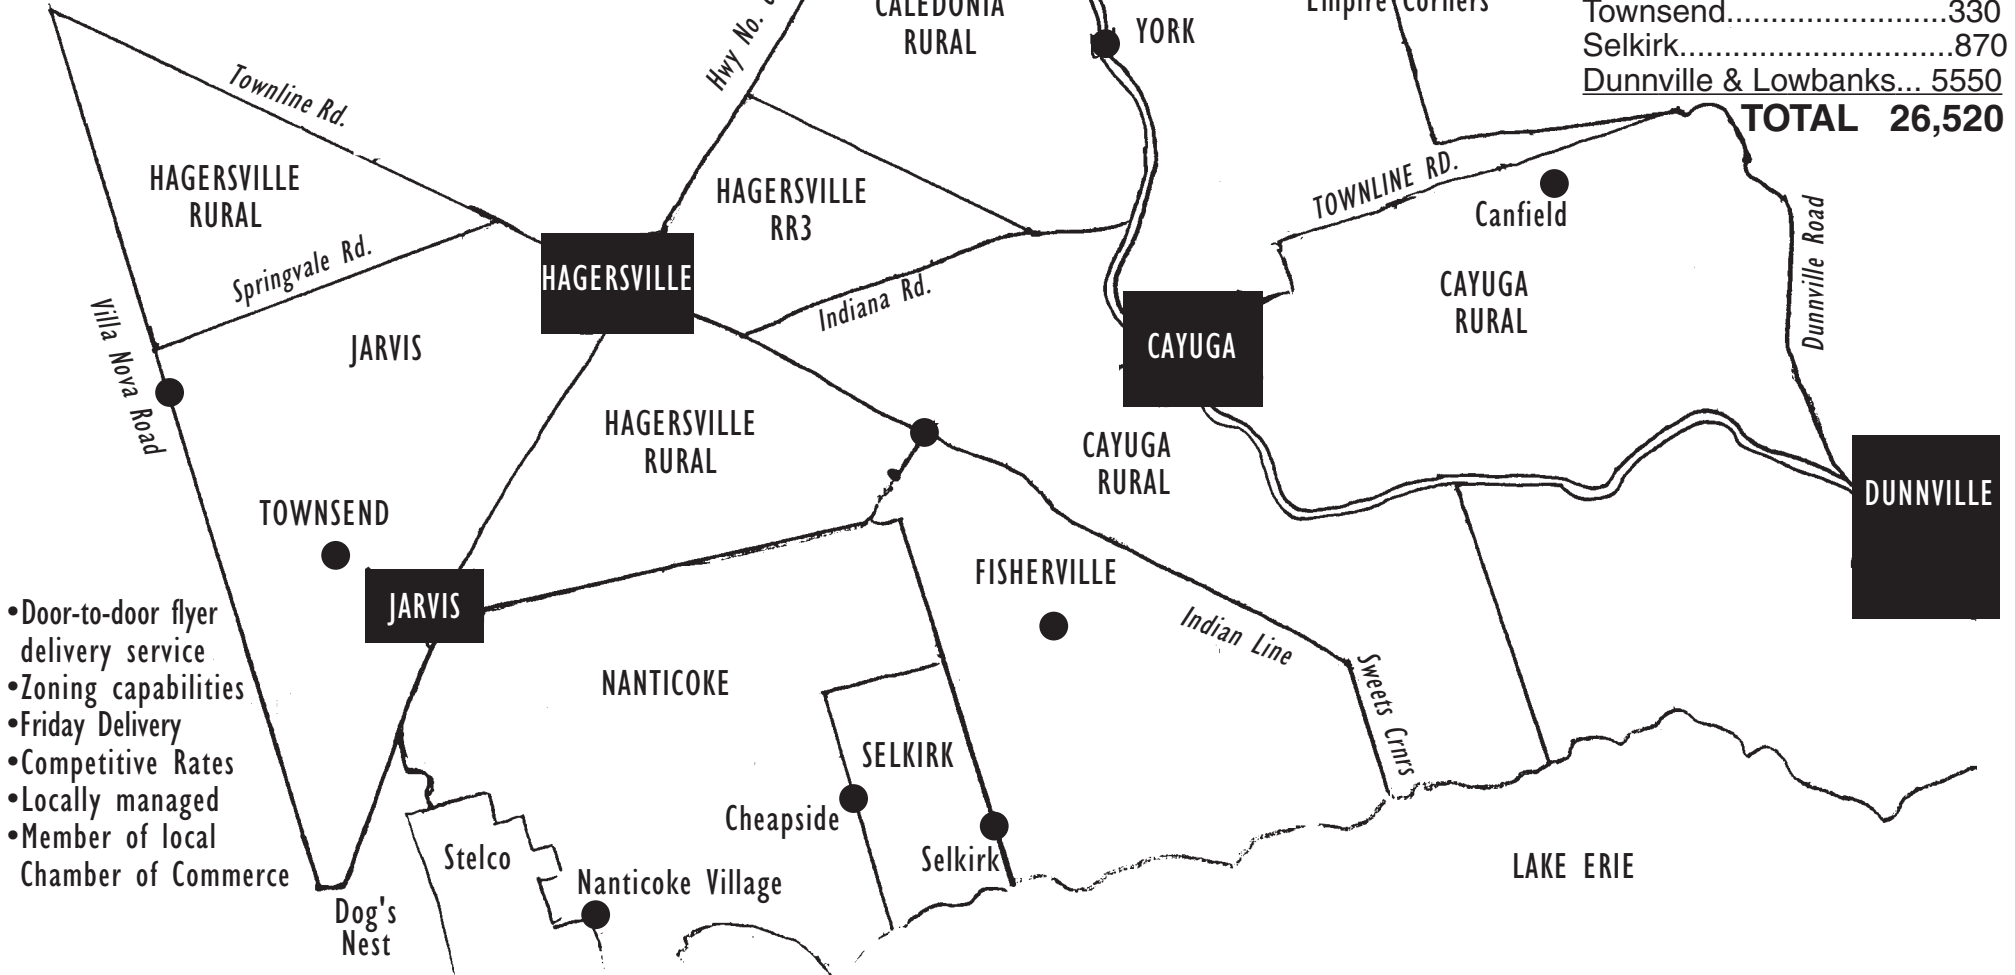 CALEDONIA
RURAL
YORK
Empire Corners
Townsend.........................330
Selkirk...............................870
Dunnville & Lowbanks... 5550
TOTAL 26,520
Hwy No.
Townline Rd.
HAGERSVILLE
RURAL
Springvale Rd.
HAGERSVILLE
HAGERSVILLE
RR3
Indiana Rd.
TOWNLINE RD.
Canfield
Dunnville Road
CAYUGA
RURAL
CAYUGA
Villa Nova Road
JARVIS
HAGERSVILLE
RURAL
CAYUGA
RURAL
DUNNVILLE
TOWNSEND
JARVIS
FISHERVILLE
Indian Line
Sweets Crnrs
NANTICOKE
SELKIRK
Cheapside
Selkirk
Stelco
Nanticoke Village
Dog's
Nest
LAKE ERIE
•Door-to-door flyer
delivery service
•Zoning capabilities
•Friday Delivery
•Competitive Rates
•Locally managed
•Member of local
Chamber of Commerce